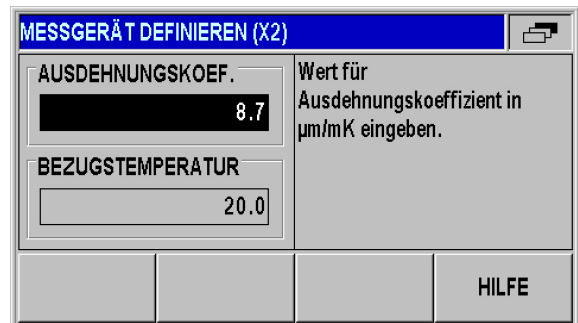 MESSGERÄT DEFINIEREN (X2)
AUSDEHNUNGSKOEF.
8.7
BEZUGSTEMPERATUR
20.0
Wert für
Ausdehnungskoeffizient in
µm/mK eingeben.
HILFE